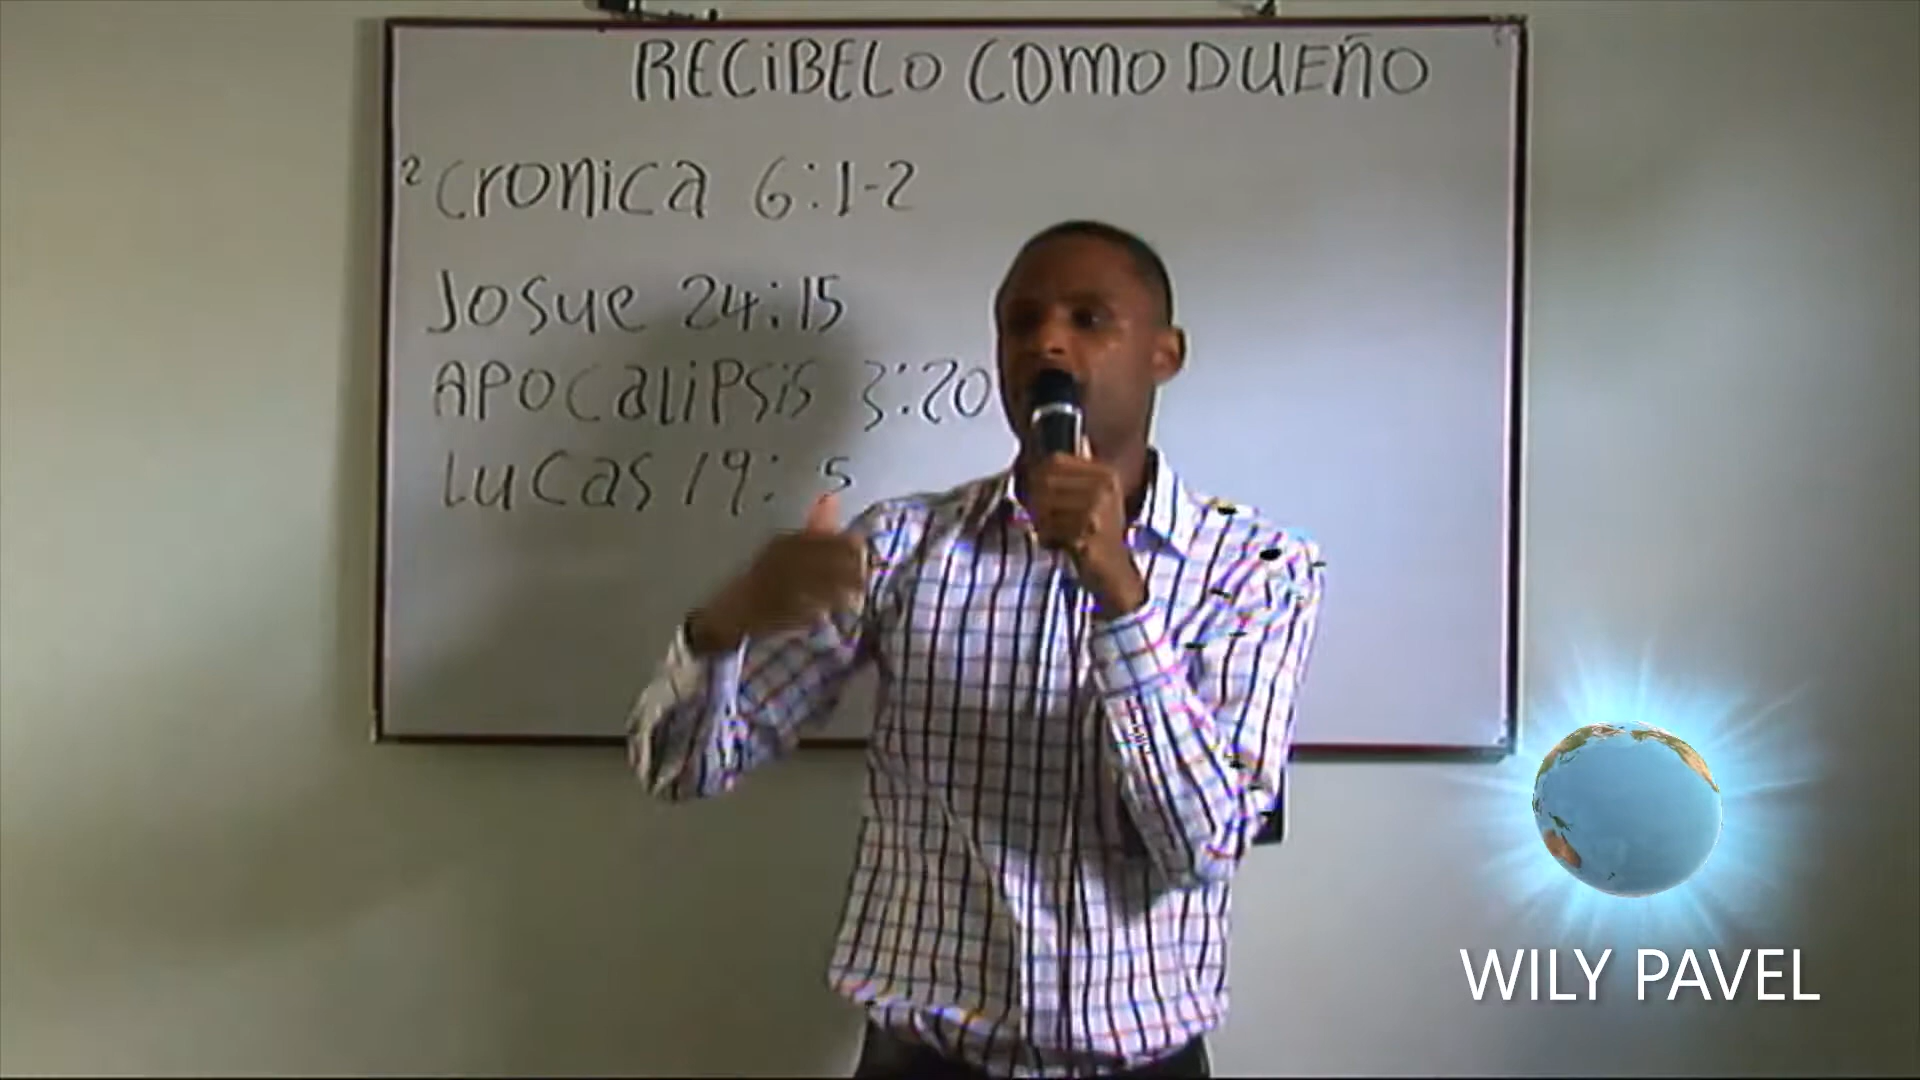 RECIBELO COMO DUEÑO
2 CRONICA 6:1-2
JOSUE 24:15
APOCALIPSIS 3:20
LUCAS 19: 5
WILY PAVEL